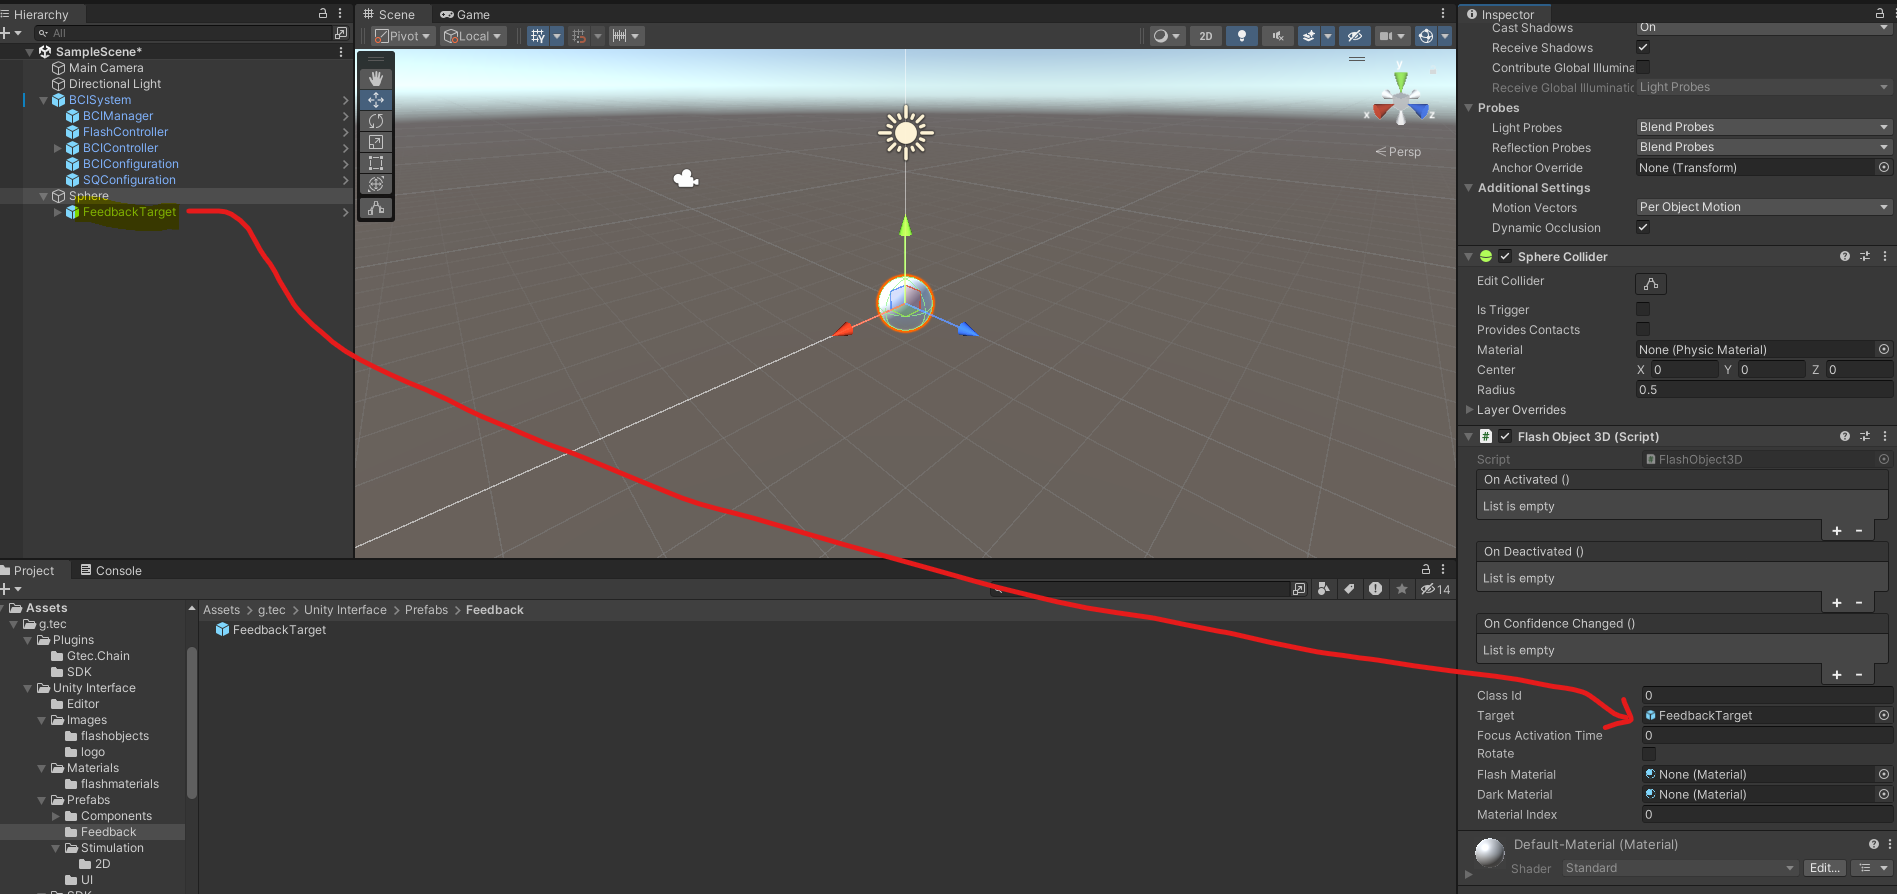 Hierarchy
All
SampleScene*
Main Camera
Directional Light
BCISystem
BCIManager
FlashController
BCIController
BCIConfiguration
SQConfiguration
Sphere
FeedbackTarget
Scene
Game
Pivot
Local
2D
y
x
z
Persp
Project
Console
14
Assets
g.tec
Plugins
Gtec.Chain
SDK
Unity Interface
Editor
Images
flashobjects
logo
Materials
flashmaterials
Prefabs
Components
Feedback
Stimulation
2D
UI
SDK
Assets > g.tec > Unity Interface > Prefabs > Feedback
FeedbackTarget
Inspector
Cast Shadows On
Receive Shadows
Contribute Global Illumina
Receive Global Illuminatic Light Probes
Probes
Light Probes Blend Probes
Reflection Probes Blend Probes
Anchor Override None (Transform)
Additional Settings
Motion Vectors Per Object Motion
Dynamic Occlusion
Sphere Collider
Edit Collider
Is Trigger
Provides Contacts
Material None (Physic Material)
Center X 0 Y 0 Z 0
Radius 0.5
Layer Overrides
# Flash Object 3D (Script)
Script # FlashObject3D
On Activated ()
List is empty
+ -
On Deactivated ()
List is empty
+ -
On Confidence Changed ()
List is empty
+ -
Class Id 0
Target FeedbackTarget
Focus Activation Time 0
Rotate
Flash Material None (Material)
Dark Material None (Material)
Material Index 0
Default-Material (Material)
Shader Standard Edit...